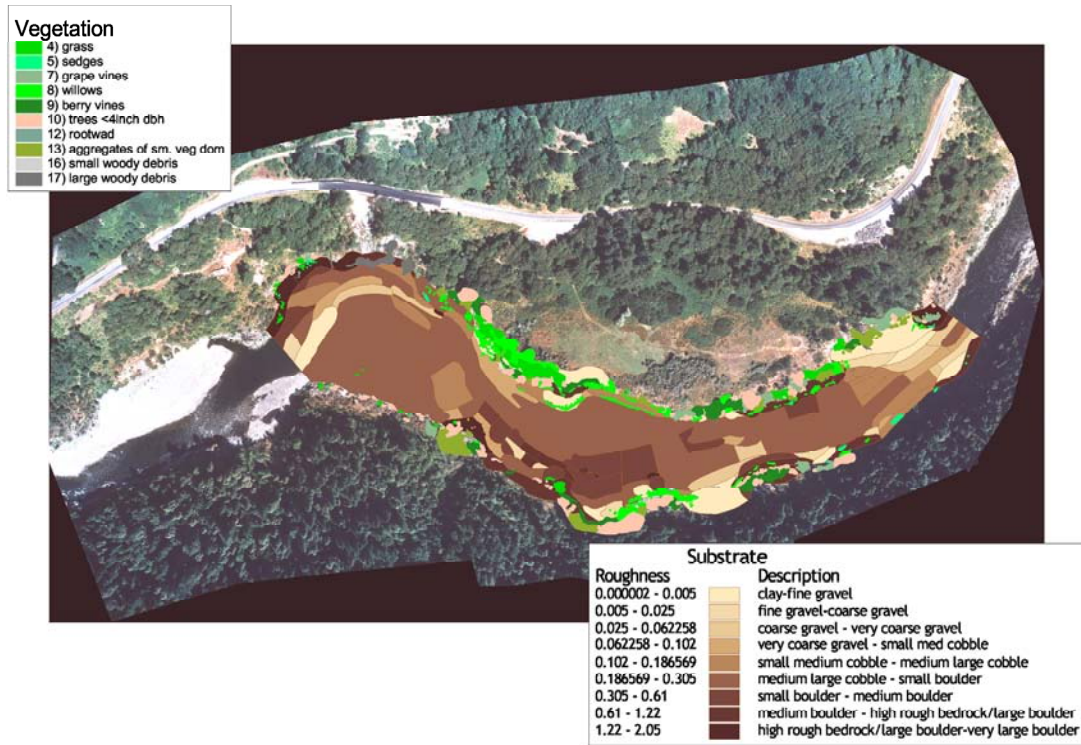 Vegetation
4) grass
5) sedges
7) grape vines
8) willows
9) berry vines
10) trees <4inch dbh
12) rootwad
13) aggregates of sm. veg dom
16) small woody debris
17) large woody debris
Substrate
Roughness Description
0.000002 - 0.005 clay-fine gravel
0.005 - 0.025 fine gravel-coarse gravel
0.025 - 0.062258 coarse gravel - very coarse gravel
0.062258 - 0.102 very coarse gravel - small med cobble
0.102 - 0.186569 small medium cobble - medium large cobble
0.186569 - 0.305 medium large cobble - small boulder
0.305 - 0.61 small boulder - medium boulder
0.61 - 1.22 medium boulder - high rough bedrock/large boulder
1.22 - 2.05 high rough bedrock/large boulder-very large boulder